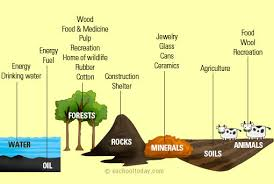 Wood
Food & Medicine
Pulp
Recreation
Home of wildlife
Rubber
Cotton
Energy
Fuel
Energy
Drinking water
Construction
Shelter
Jewelry
Glass
Cans
Ceramics
Agriculture
Food
Wool
Recreation
FORESTS
WATER
OIL
ROCKS
MINERALS
SOILS
ANIMALS
© eschooltoday.com